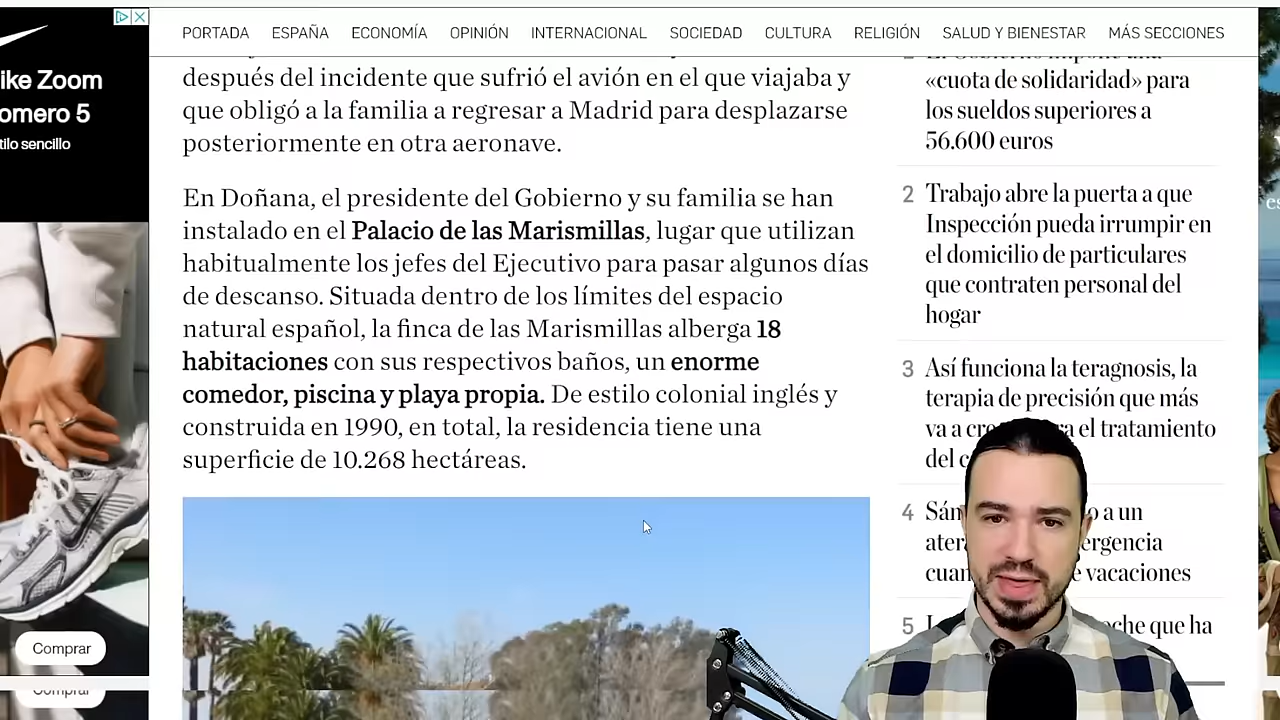 PORTADA ESPAÑA ECONOMÍA OPINIÓN INTERNACIONAL SOCIEDAD CULTURA RELIGIÓN SALUD Y BIENESTAR MÁS SECCIONES
ike Zoom
omero 5
tilo sencillo
Comprar
Comprar
después del incidente que sufrió el avión en el que viajaba y
que obligó a la familia a regresar a Madrid para desplazarse
posteriormente en otra aeronave.
En Doñana, el presidente del Gobierno y su familia se han
instalado en el Palacio de las Marismillas, lugar que utilizan
habitualmente los jefes del Ejecutivo para pasar algunos días
de descanso. Situada dentro de los límites del espacio
natural español, la finca de las Marismillas alberga 18
habitaciones con sus respectivos baños, un enorme
comedor, piscina y playa propia. De estilo colonial inglés y
construida en 1990, en total, la residencia tiene una
superficie de 10.268 hectáreas.
El Gobierno impone una
«cuota de solidaridad» para
los sueldos superiores a
56.600 euros
2 Trabajo abre la puerta a que
Inspección pueda irrumpir en
el domicilio de particulares
que contraten personal del
hogar
3 Así funciona la teragnosis, la
terapia de precisión que más
va a el tratamiento
del
4 o a un
ergencia
vacaciones
5 oche que ha